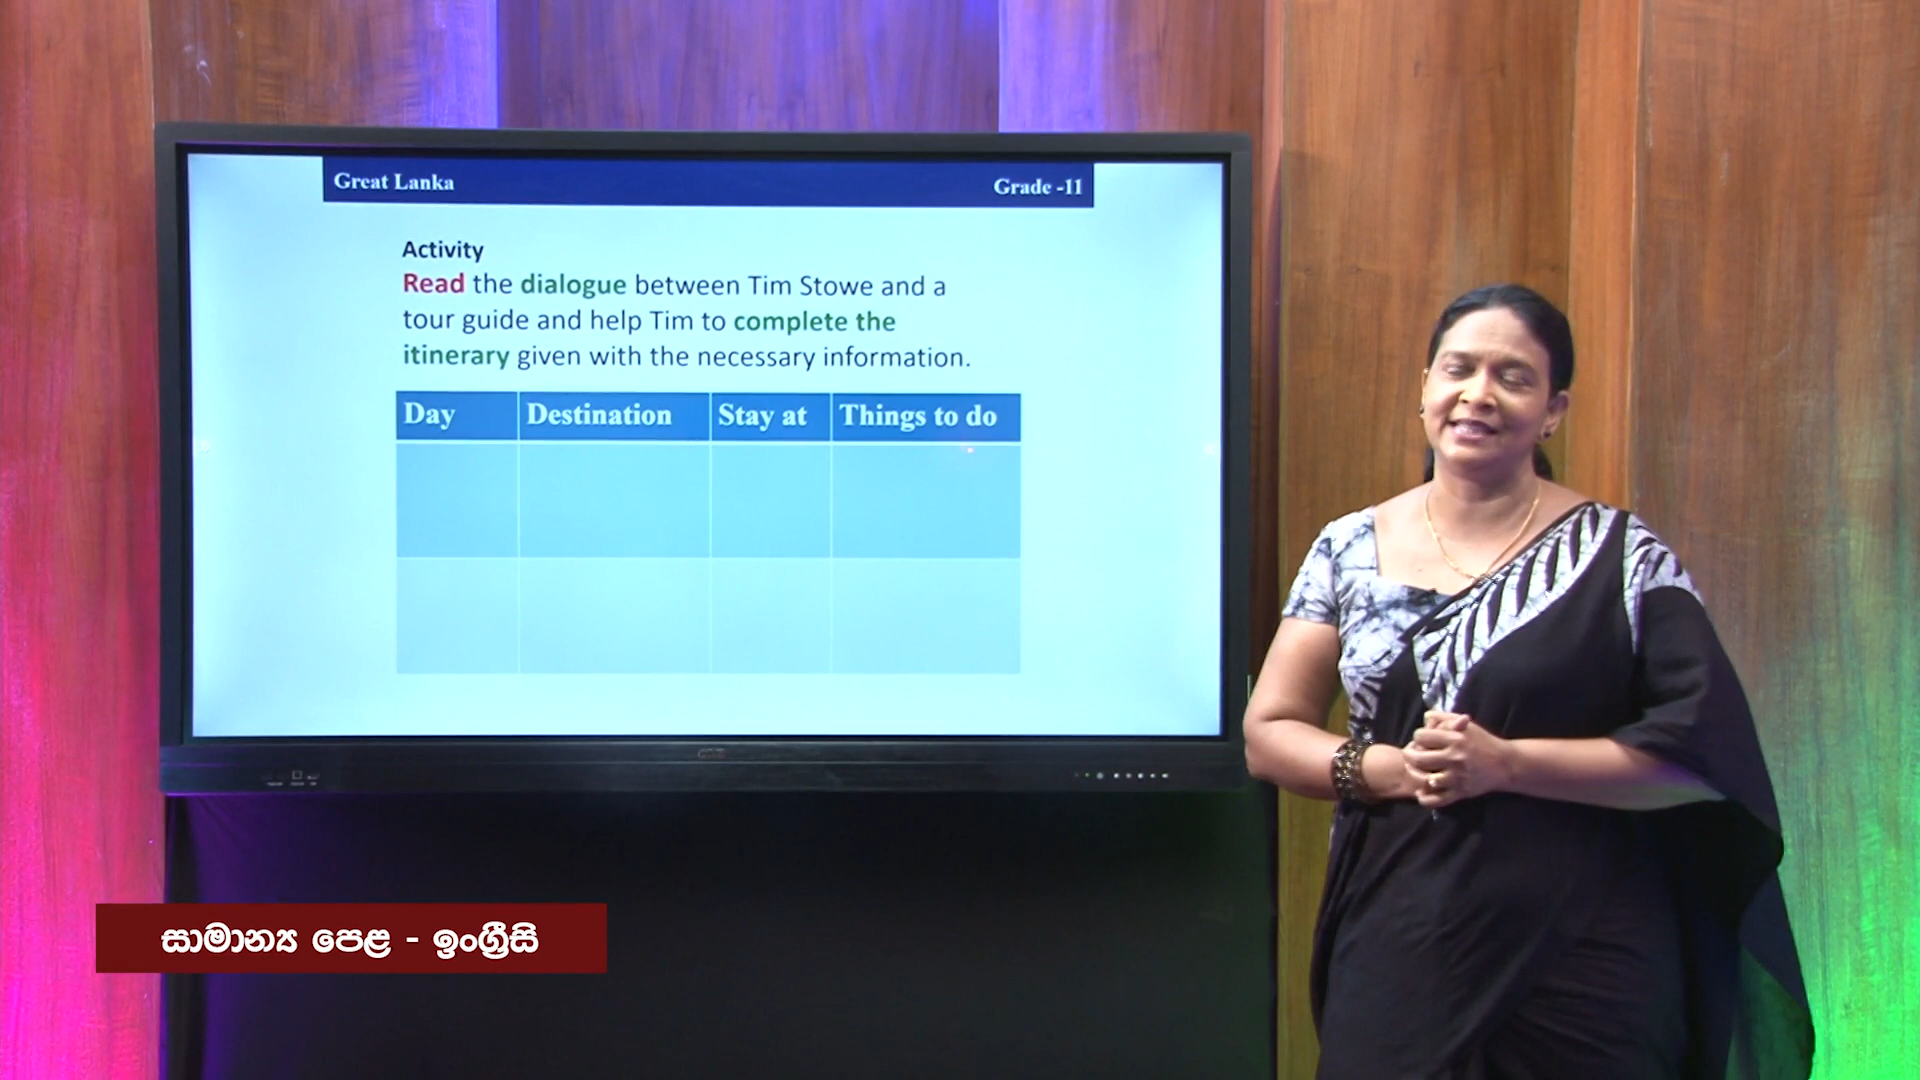 Great Lanka
Grade -11
Activity
Read the dialogue between Tim Stowe and a
tour guide and help Tim to complete the
itinerary given with the necessary information.
Day
Destination
Stay at
Things to do
සාමාන්‍ය පෙළ - ඉංග්‍රීසි